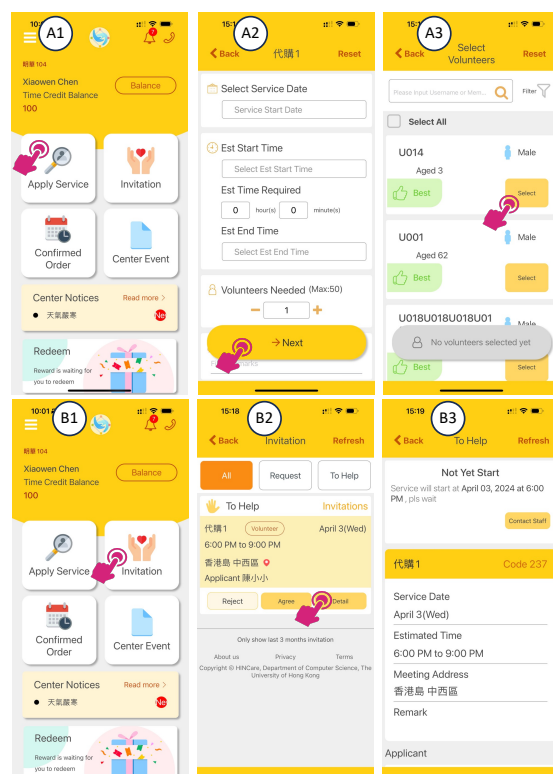 A1
明華 104
Xiaowen Chen
Time Credit Balance
100
Balance
Apply Service
Invitation
Confirmed
Order
Center Event
Center Notices
Read more >
天氣嚴寒
Ne
Redeem
Reward is waiting for
you to redeem
A2
Back
代購1
Reset
Select Service Date
Service Start Date
Est Start Time
Select Est Start Time
Est Time Required
0 hour(s) 0 minute(s)
Est End Time
Select Est End Time
Volunteers Needed (Max:50)
− 1 +
→ Next
A3
Back
Select
Volunteers
Reset
Please Input Username or Mem...
Filter
Select All
U014
Male
Aged 3
Best
Select
U001
Male
Aged 62
Best
Select
U018U018U018U01
Male
No volunteers selected yet
Best
Select
B1
明華 104
Xiaowen Chen
Time Credit Balance
100
Balance
Apply Service
Invitation
Confirmed
Order
Center Event
Center Notices
Read more >
天氣嚴寒
Ne
Redeem
Reward is waiting for
you to redeem
15:18
B2
Back
Invitation
Refresh
All
Request
To Help
To Help
Invitations
代購1
Volunteer
April 3(Wed)
6:00 PM to 9:00 PM
香港島 中西區
Applicant 陳小小
Reject
Agree
Detail
Only show last 3 months invitation
About us
Privacy
Terms
Copyright © HINCare, Department of Computer Science, The
University of Hong Kong
15:19
B3
Back
To Help
Refresh
Not Yet Start
Service will start at April 03, 2024 at 6:00
PM , pls wait
Contact Staff
代購1
Code 237
Service Date
April 3(Wed)
Estimated Time
6:00 PM to 9:00 PM
Meeting Address
香港島 中西區
Remark
Applicant